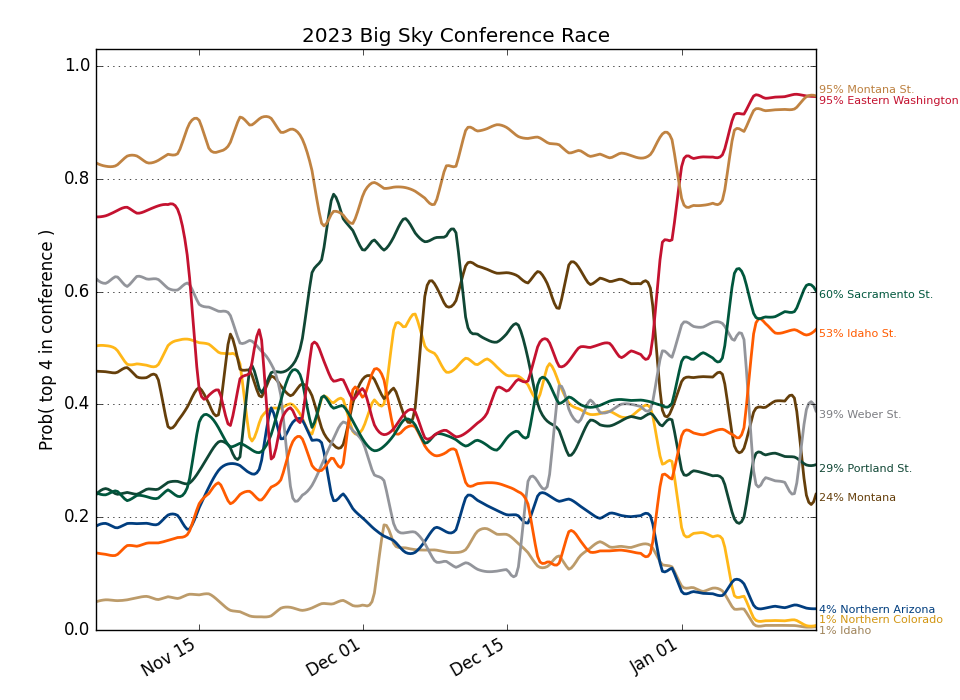 2023 Big Sky Conference Race
Prob( top 4 in conference )
1.0
0.8
0.6
0.4
0.2
0.0
Nov 15
Dec 01
Dec 15
Jan 01
95% Montana St.
95% Eastern Washington
60% Sacramento St.
53% Idaho St.
39% Weber St.
29% Portland St.
24% Montana
4% Northern Arizona
1% Northern Colorado
1% Idaho